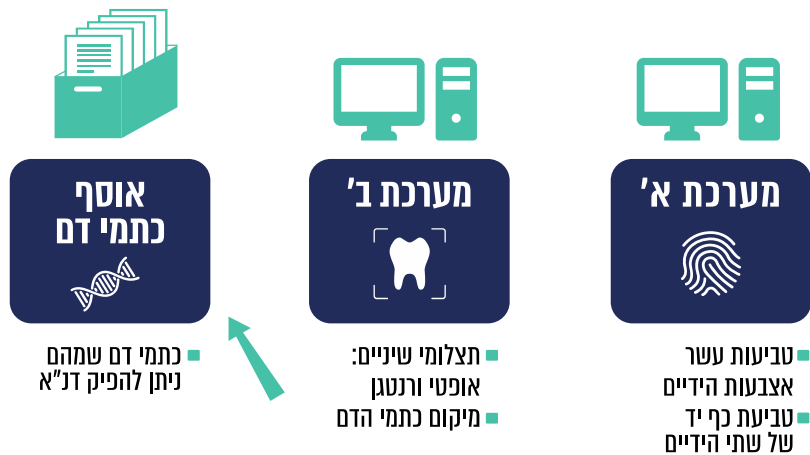 מערכת א'
טביעות עשר
אצבעות הידיים
טביעת כף יד
של שתי הידיים
מערכת ב'
תצלומי שיניים:
אופטי ורנטגן
מיקום כתמי הדם
אוסף
כתמי דם
כתמי דם שמהם
ניתן להפיק דנ"א